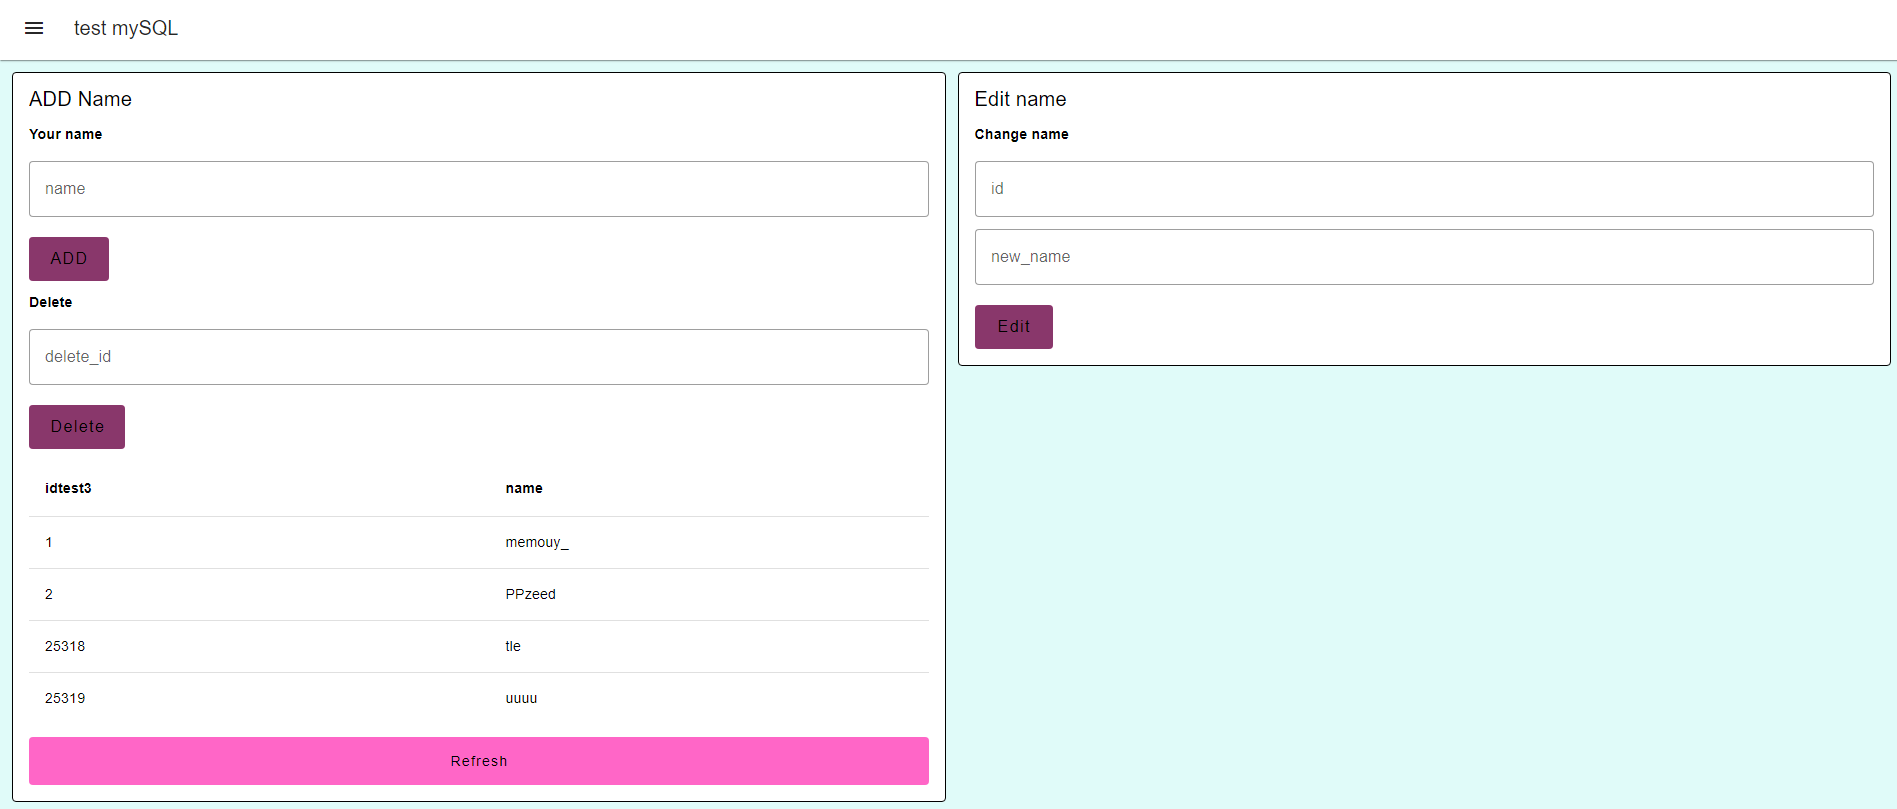 test mySQL
ADD Name
Your name
name
ADD
Delete
delete_id
Delete
idtest3 name
1 memouy_
2 PPzeed
25318 tle
25319 uuuu
Refresh
Edit name
Change name
id
new_name
Edit